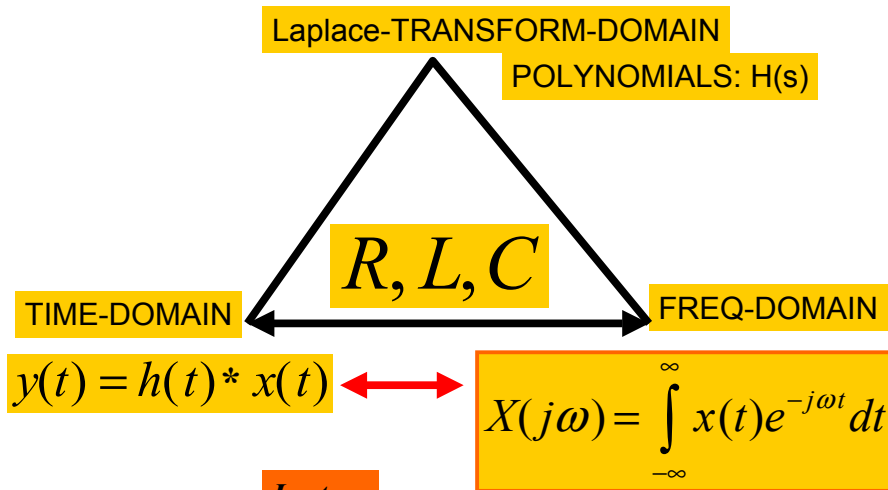 Laplace-TRANSFORM-DOMAIN
POLYNOMIALS: H(s)
R, L, C
TIME-DOMAIN
FREQ-DOMAIN
y(t) = h(t) * x(t)
X(jω) = ∫_{-∞}^{∞} x(t)e^{-jωt} dt